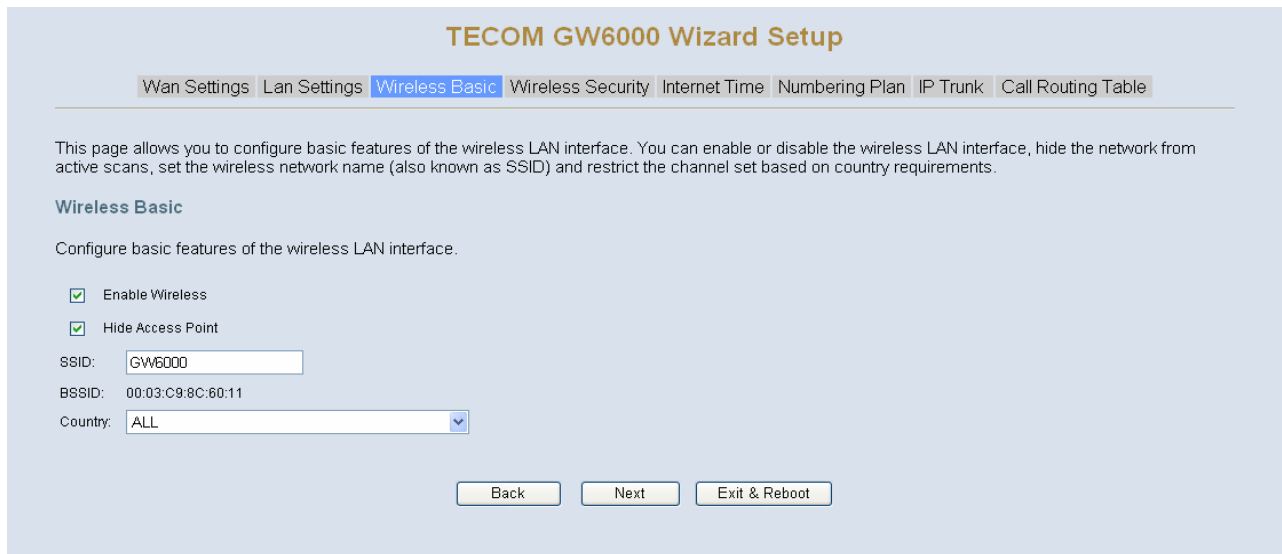 TECOM GW6000 Wizard Setup
Wan Settings Lan Settings Wireless Basic Wireless Security Internet Time Numbering Plan IP Trunk Call Routing Table
This page allows you to configure basic features of the wireless LAN interface. You can enable or disable the wireless LAN interface, hide the network from
active scans, set the wireless network name (also known as SSID) and restrict the channel set based on country requirements.
Wireless Basic
Configure basic features of the wireless LAN interface.
Enable Wireless
Hide Access Point
SSID: GW6000
BSSID: 00:03:C9:8C:60:11
Country: ALL
Back Next Exit & Reboot